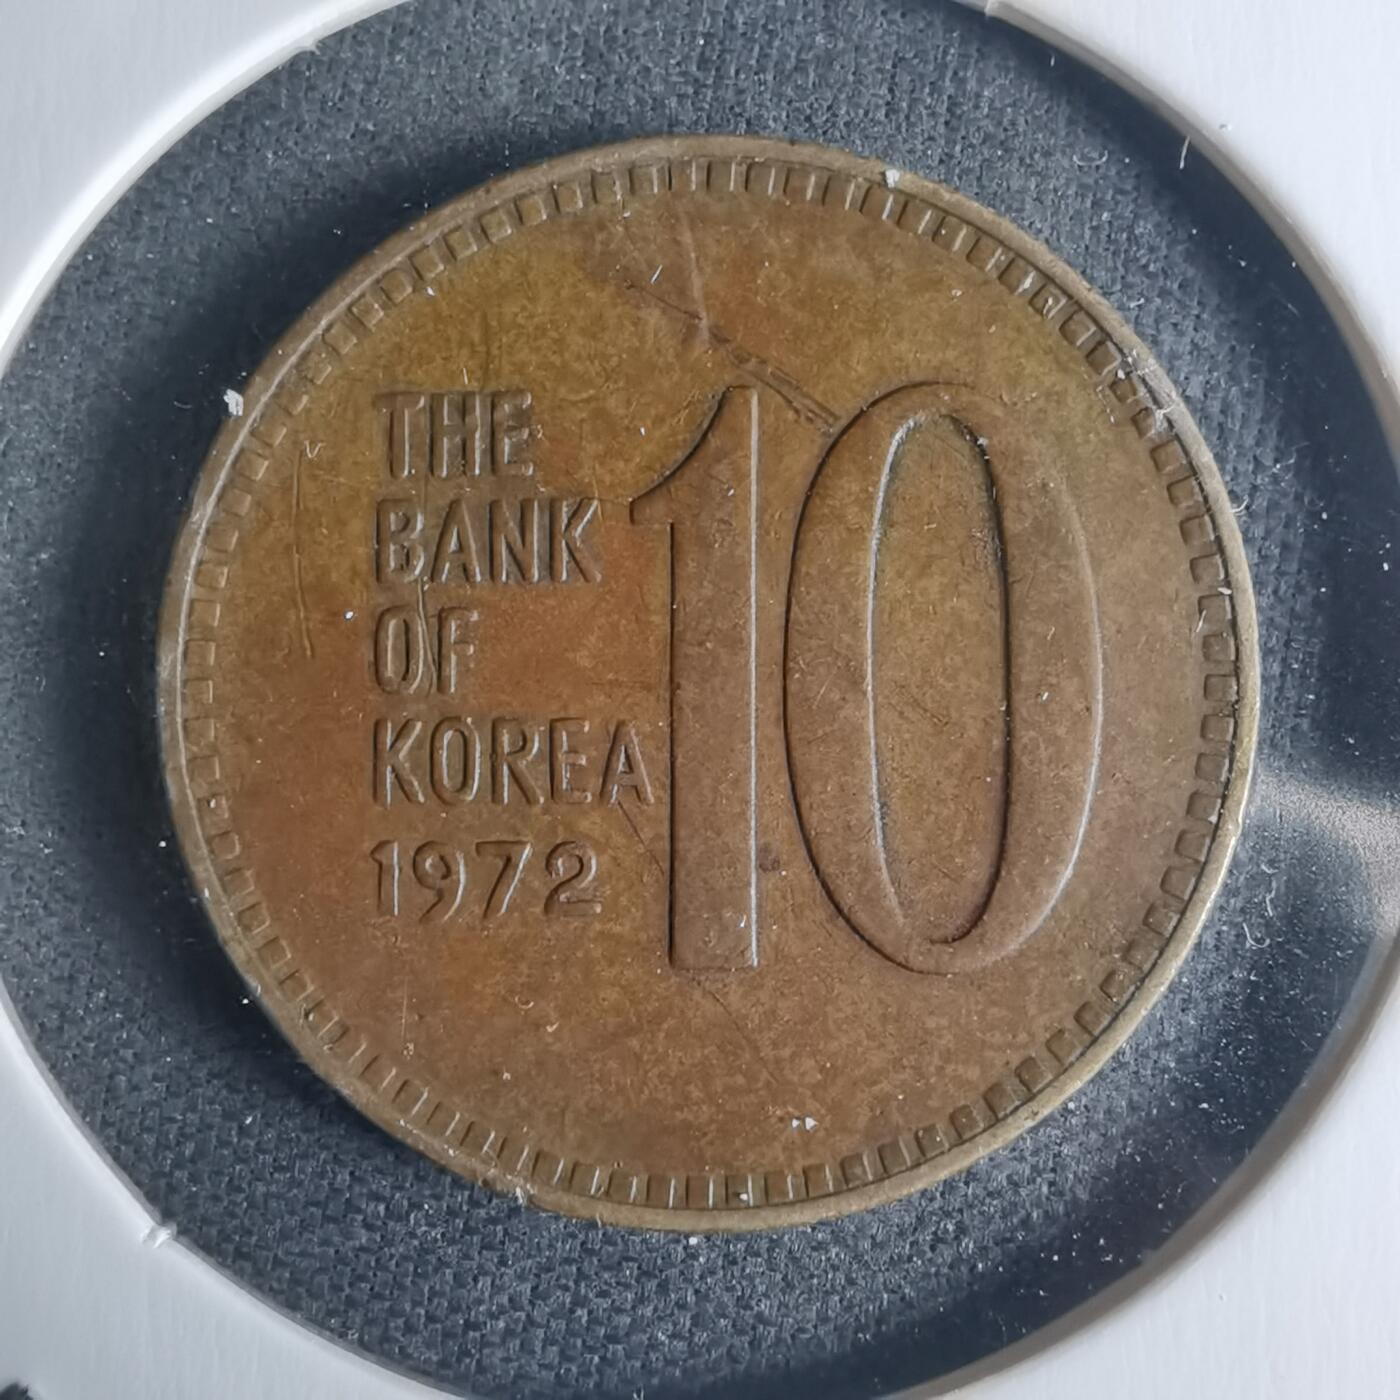 THE
BANK
OF
KOREA
1972
10